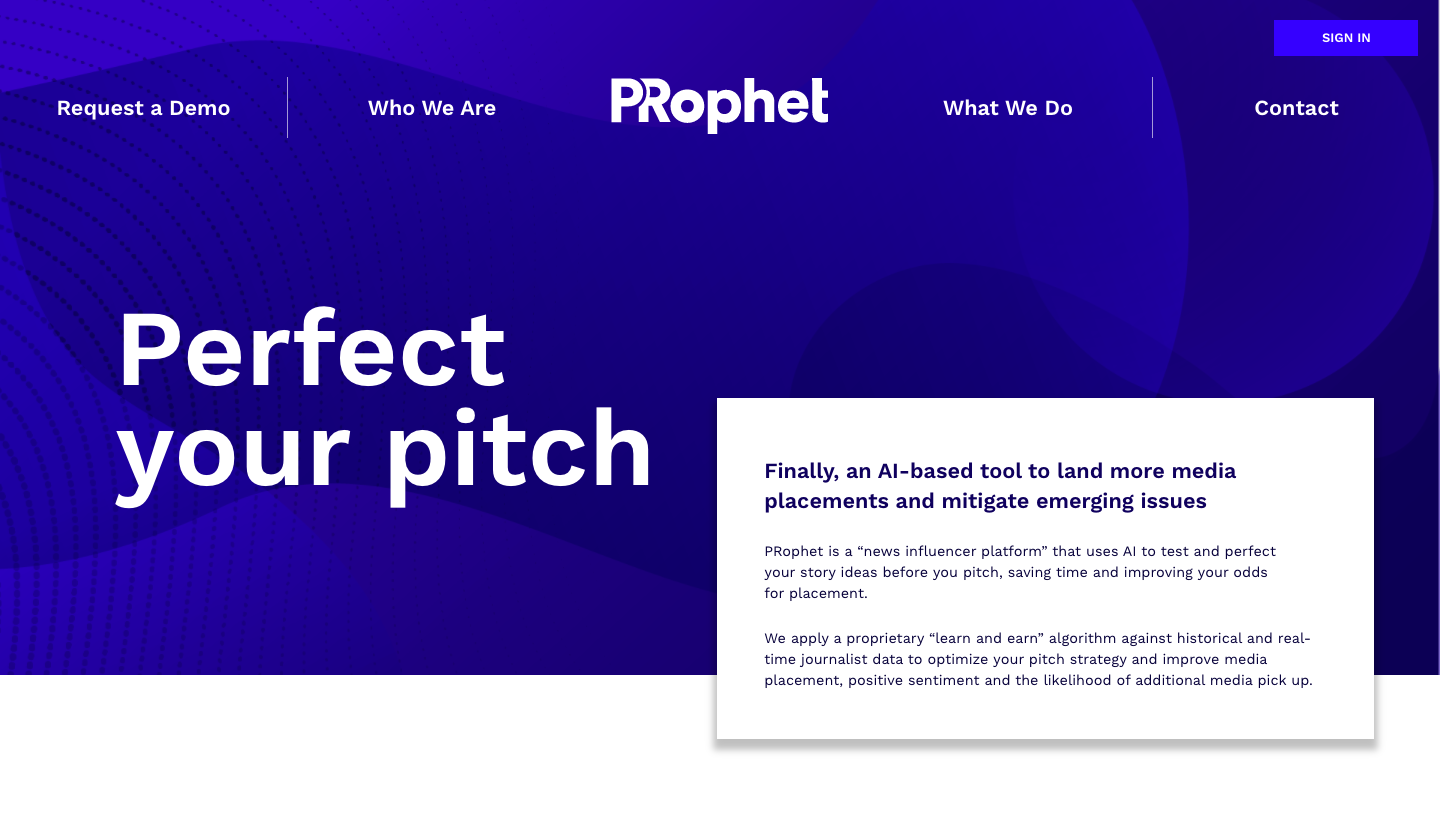 SIGN IN
Request a Demo
Who We Are
PRophet
What We Do
Contact
Perfect
your pitch
Finally, an AI-based tool to land more media
placements and mitigate emerging issues
PRophet is a “news influencer platform” that uses AI to test and perfect
your story ideas before you pitch, saving time and improving your odds
for placement.
We apply a proprietary “learn and earn” algorithm against historical and real-
time journalist data to optimize your pitch strategy and improve media
placement, positive sentiment and the likelihood of additional media pick up.